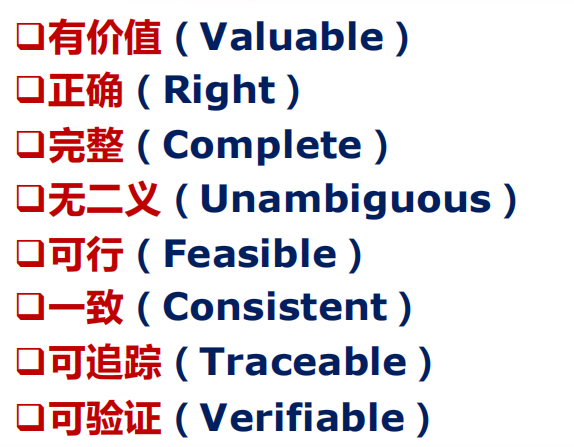 ❑有价值（Valuable）
❑正确（Right）
❑完整（Complete）
❑无二义（Unambiguous）
❑可行（Feasible）
❑一致（Consistent）
❑可追踪（Traceable）
❑可验证（Verifiable）